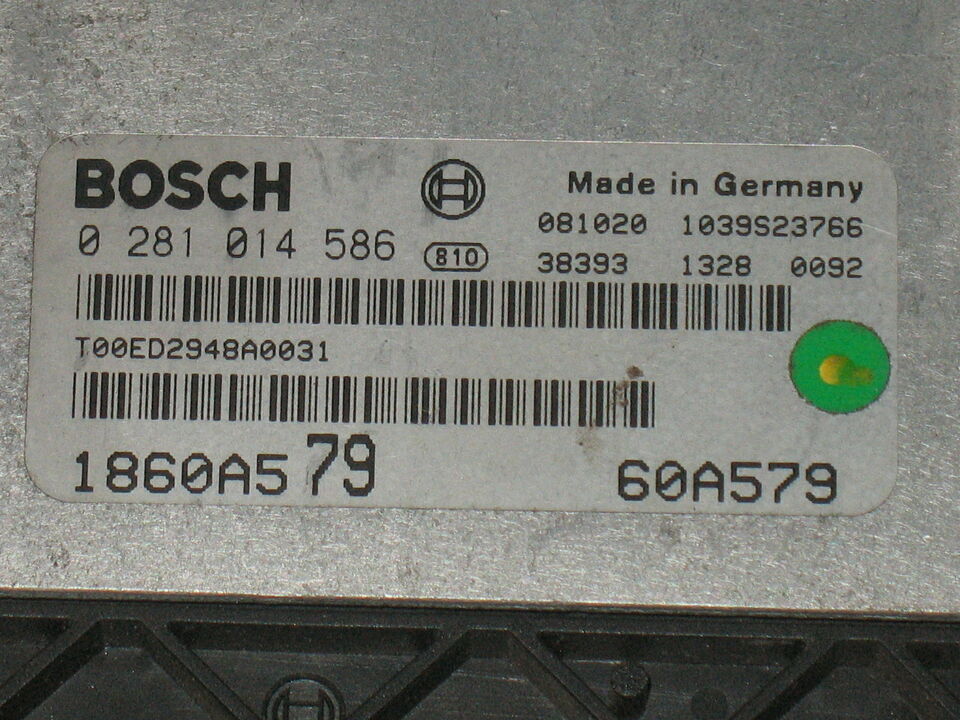 BOSCH
Made in Germany
0 281 014 586
081020 1039S23766
810
38393 1328 0092
T00ED2948A0031
1860A579
60A579